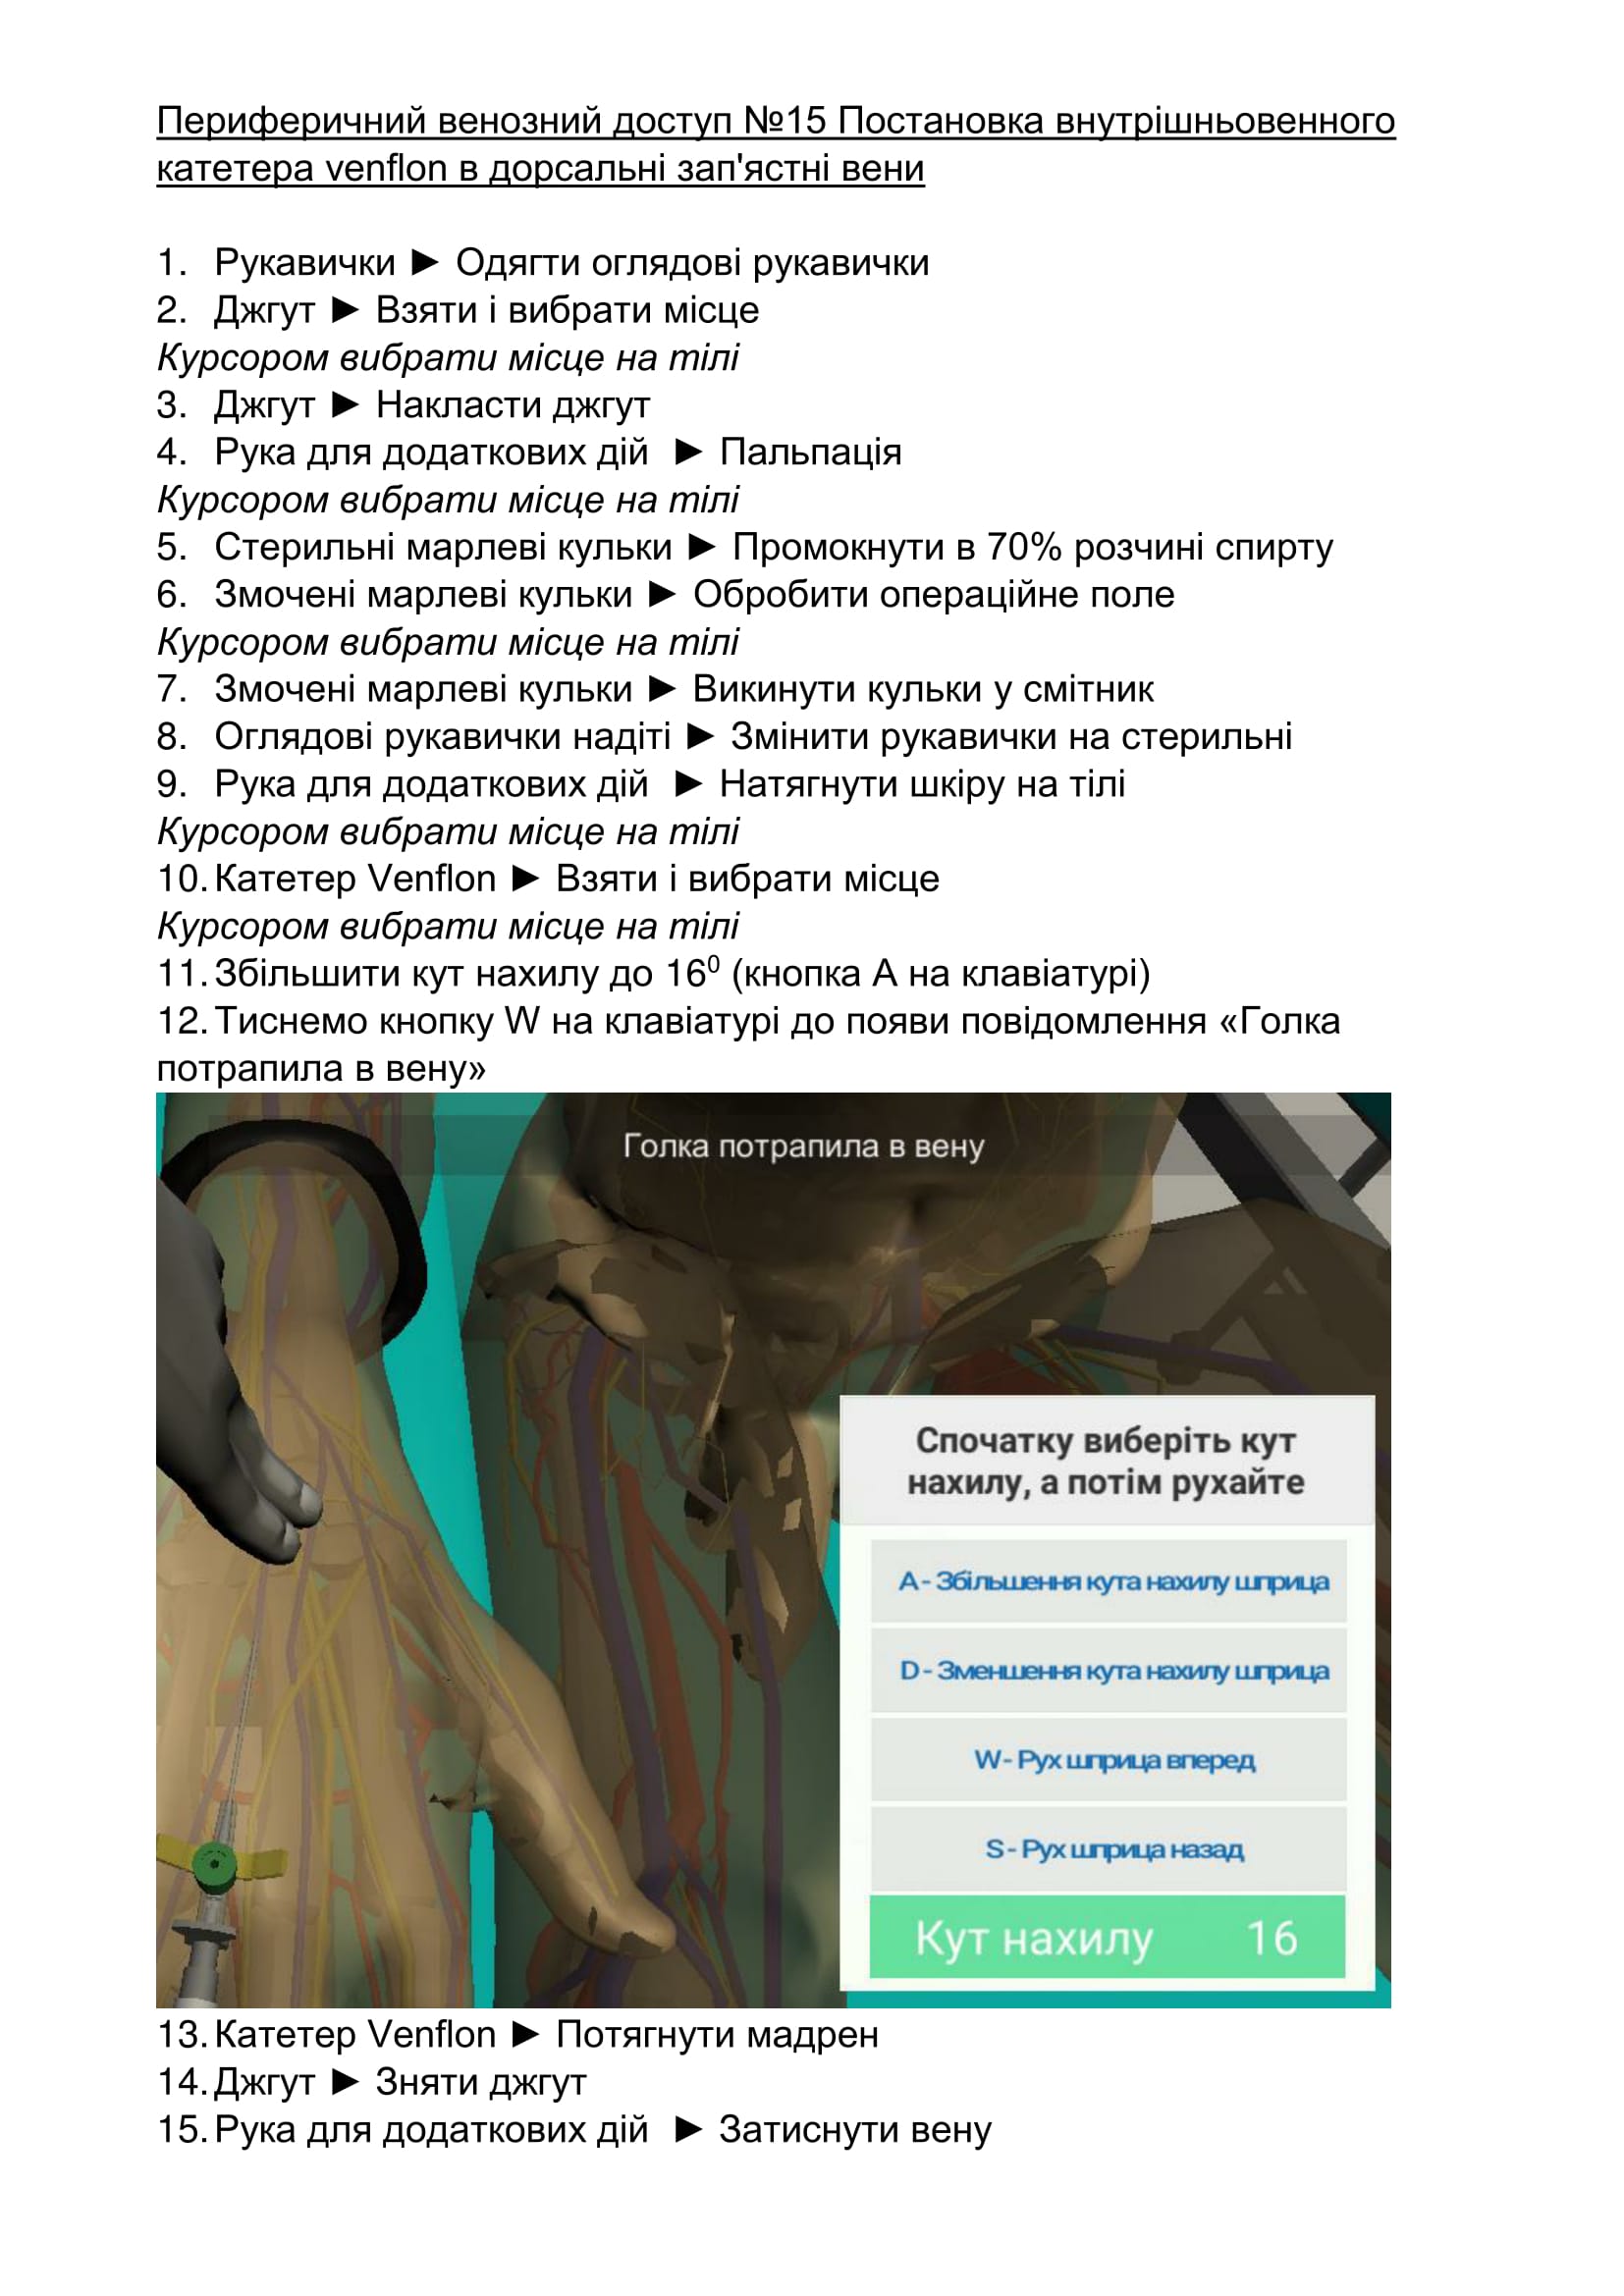 Периферичний венозний доступ №15 Постановка внутрішньовенного
катетера venflon в дорсальні зап'ястні вени
1. Рукавички ► Одягти оглядові рукавички
2. Джгут ► Взяти і вибрати місце
Курсором вибрати місце на тілі
3. Джгут ► Накласти джгут
4. Рука для додаткових дій ► Пальпація
Курсором вибрати місце на тілі
5. Стерильні марлеві кульки ► Промокнути в 70% розчині спирту
6. Змочені марлеві кульки ► Обробити операційне поле
Курсором вибрати місце на тілі
7. Змочені марлеві кульки ► Викинути кульки у смітник
8. Оглядові рукавички надіті ► Змінити рукавички на стерильні
9. Рука для додаткових дій ► Натягнути шкіру на тілі
Курсором вибрати місце на тілі
10. Катетер Venflon ► Взяти і вибрати місце
Курсором вибрати місце на тілі
11. Збільшити кут нахилу до 16⁰ (кнопка А на клавіатурі)
12. Тиснемо кнопку W на клавіатурі до появи повідомлення «Голка
потрапила в вену»
Голка потрапила в вену
Спочатку виберіть кут
нахилу, а потім рухайте
A - Збільшення кута нахилу шприца
D - Зменшення кута нахилу шприца
W - Рух шприца вперед
S - Рух шприца назад
Кут нахилу 16
13. Катетер Venflon ► Потягнути мадрен
14. Джгут ► Зняти джгут
15. Рука для додаткових дій ► Затиснути вену